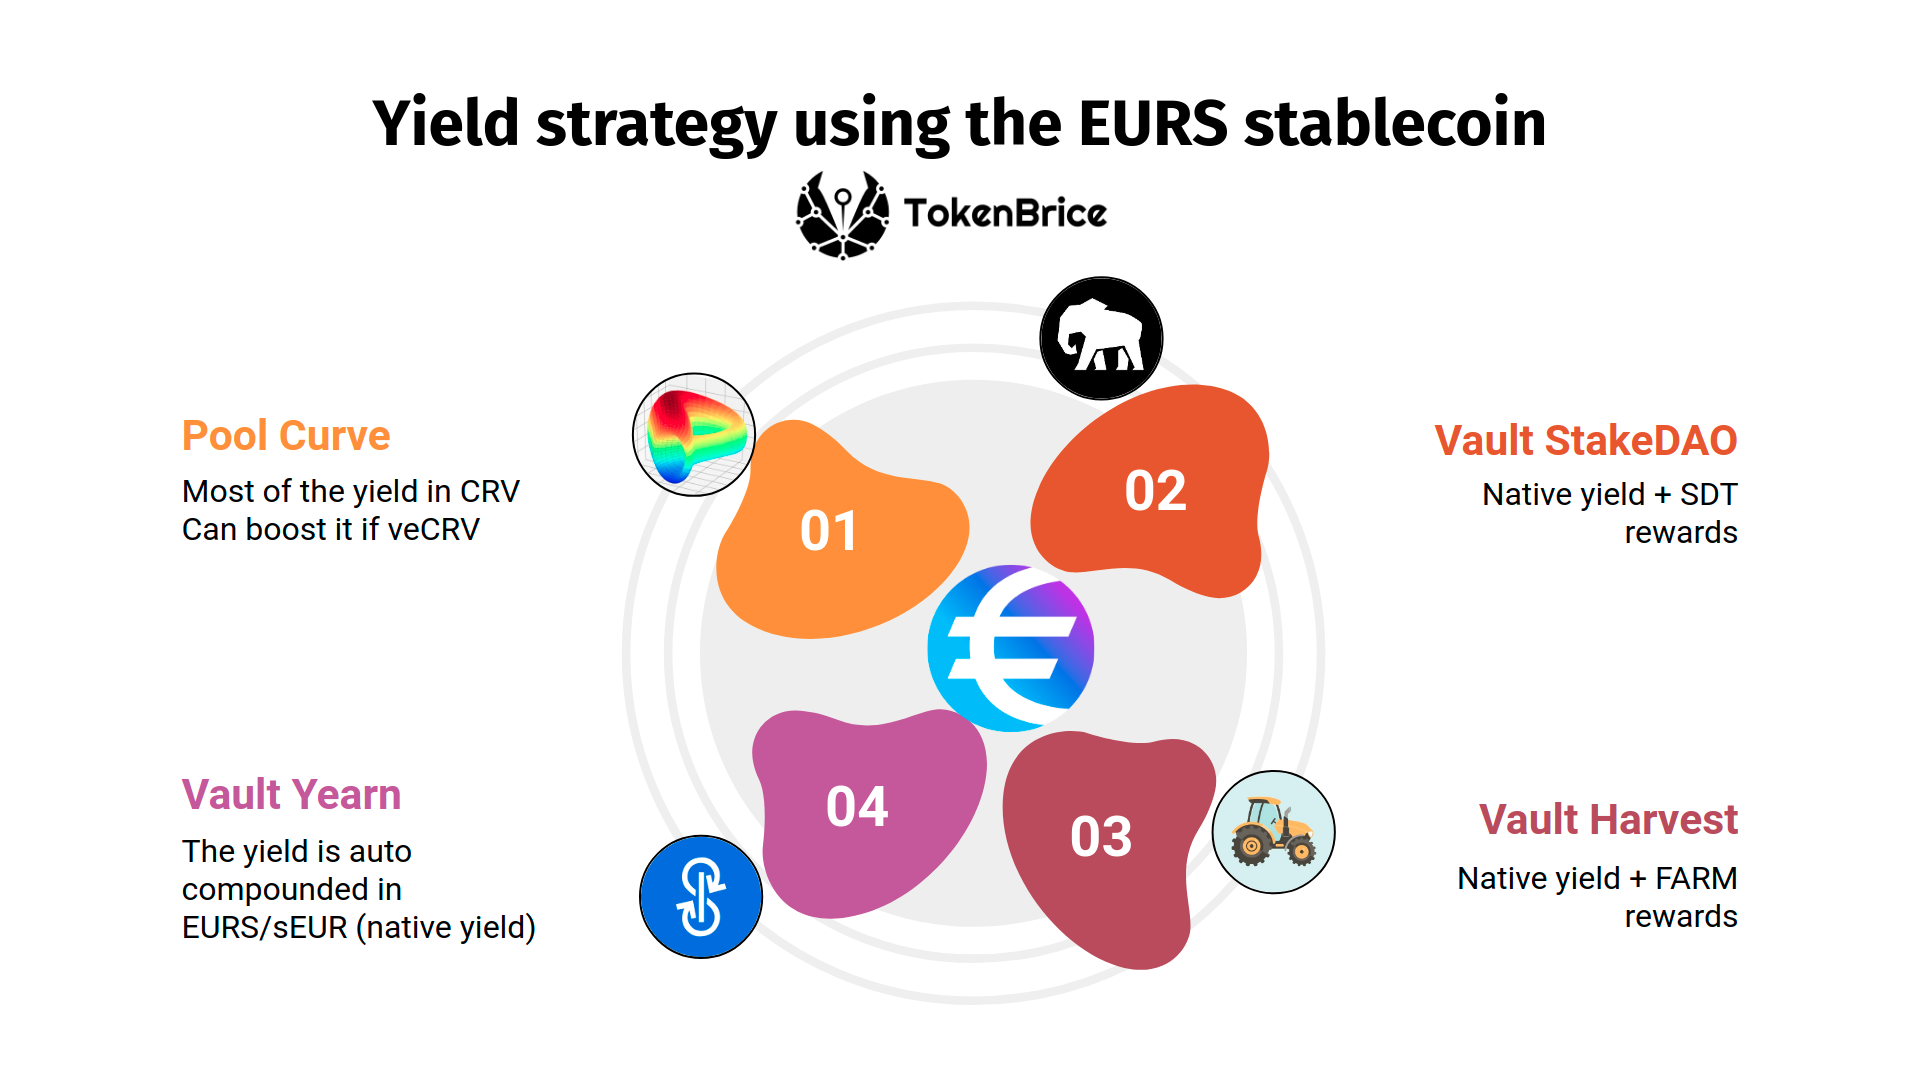 Yield strategy using the EURS stablecoin
TokenBrice
Pool Curve
Most of the yield in CRV
Can boost it if veCRV
01
02
Vault StakeDAO
Native yield + SDT
rewards
Vault Yearn
The yield is auto
compounded in
EURS/sEUR (native yield)
04
03
Vault Harvest
Native yield + FARM
rewards